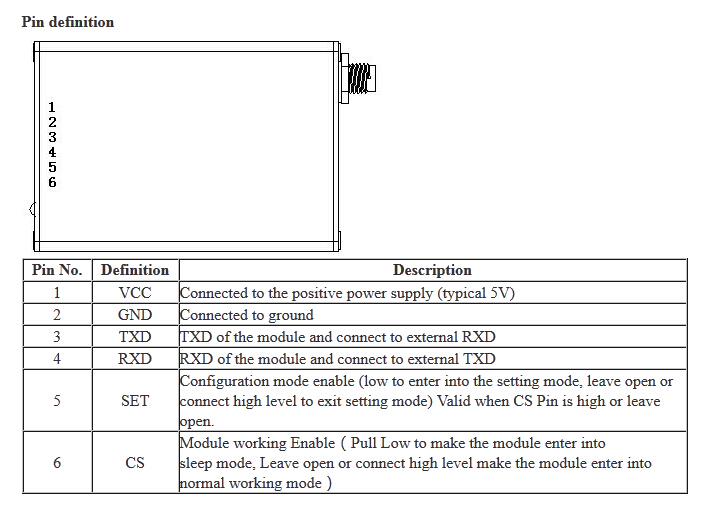 Pin definition
1
2
3
4
5
6
Pin No. Definition Description
1 VCC Connected to the positive power supply (typical 5V)
2 GND Connected to ground
3 TXD TXD of the module and connect to external RXD
4 RXD RXD of the module and connect to external TXD
5 SET Configuration mode enable (low to enter into the setting mode, leave open or
connect high level to exit setting mode) Valid when CS Pin is high or leave
open.
6 CS Module working Enable ( Pull Low to make the module enter into
sleep mode, Leave open or connect high level make the module enter into
normal working mode )